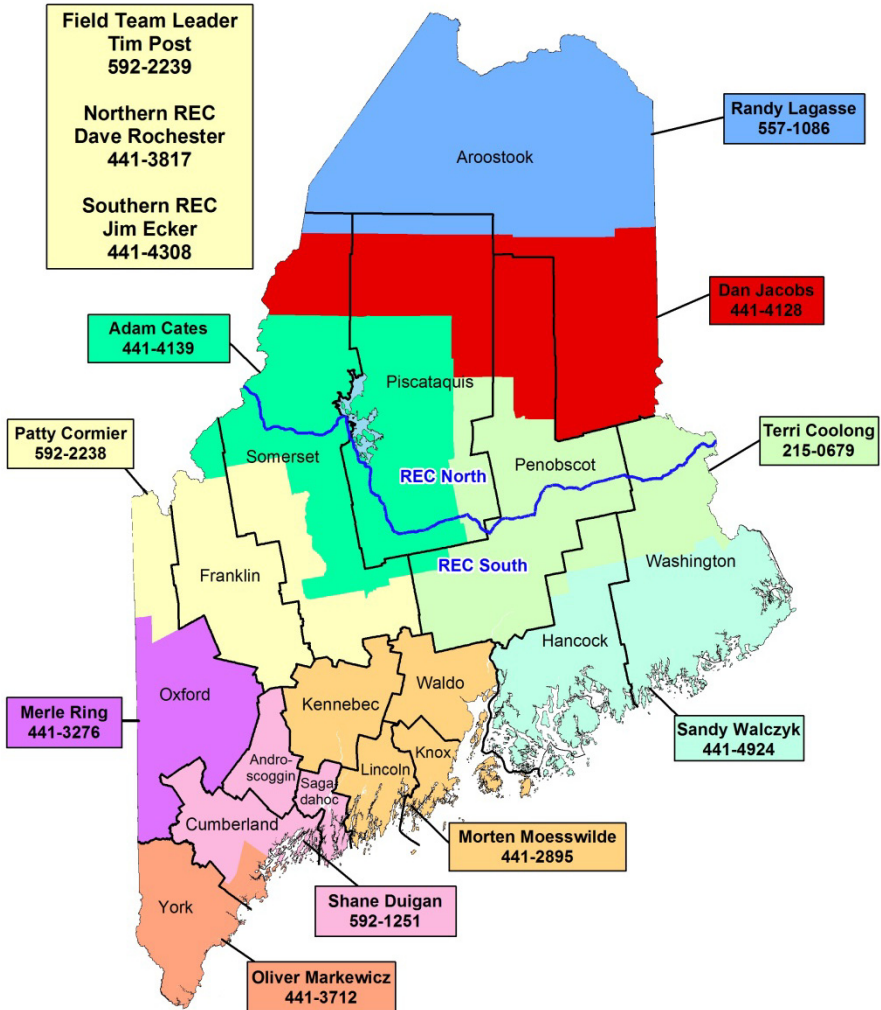 Field Team Leader
Tim Post
592-2239
Northern REC
Dave Rochester
441-3817
Southern REC
Jim Ecker
441-4308
Randy Lagasse
557-1086
Aroostook
Dan Jacobs
441-4128
Adam Cates
441-4139
Piscataquis
Patty Cormier
592-2238
Terri Coolong
215-0679
Somerset
REC North
Penobscot
REC South
Washington
Franklin
Hancock
Oxford
Kennebec
Waldo
Merle Ring
441-3276
Sandy Walczyk
441-4924
Andro-
scoggin
Saga
dahoc
Lincoln
Knox
Cumberland
Morten Moesswilde
441-2895
York
Shane Duigan
592-1251
Oliver Markewicz
441-3712